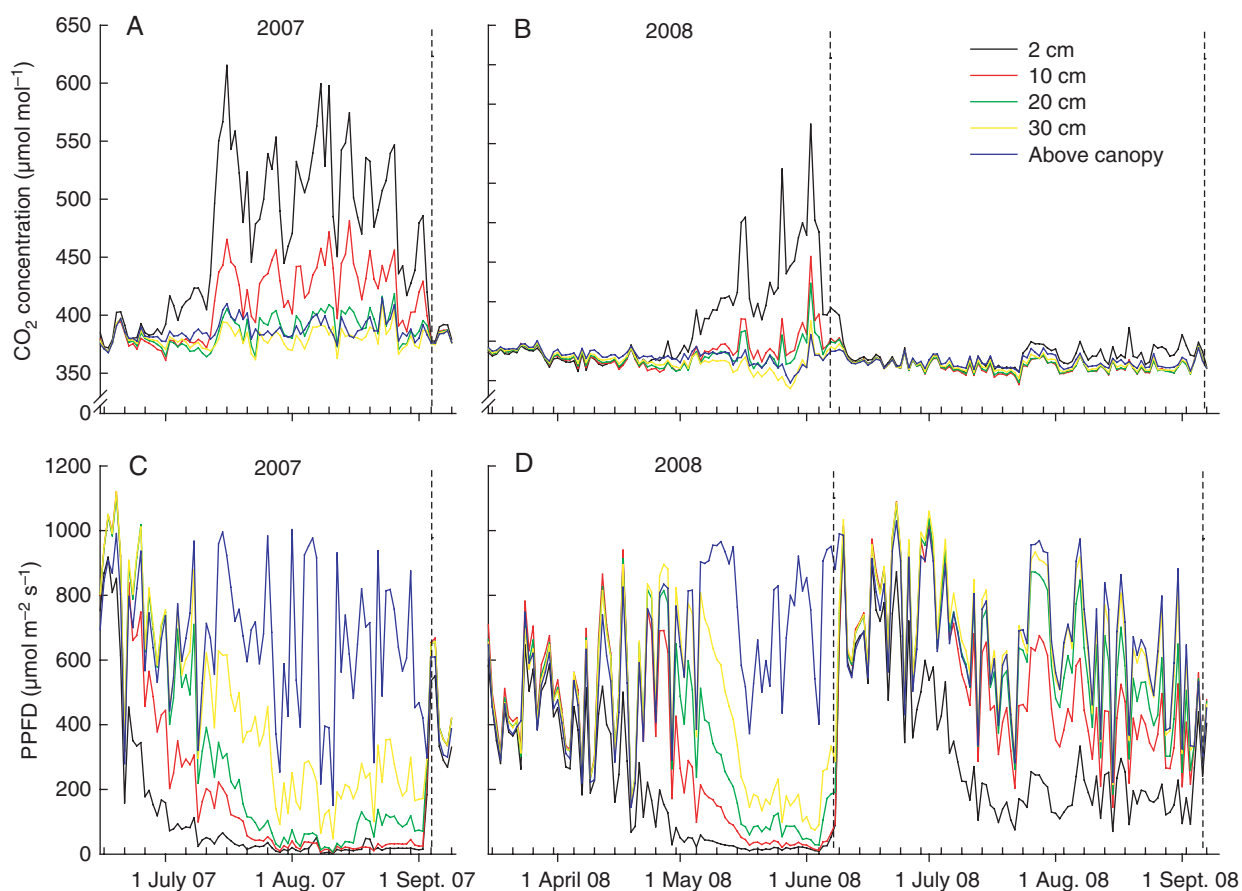 A
2007
B
2008
2 cm
10 cm
20 cm
30 cm
Above canopy
CO₂ concentration (µmol mol⁻¹)
650
600
550
500
450
400
350
0
C
2007
D
2008
PPFD (µmol m⁻² s⁻¹)
1200
1000
800
600
400
200
0
1 July 07
1 Aug. 07
1 Sept. 07
1 April 08
1 May 08
1 June 08
1 July 08
1 Aug. 08
1 Sept. 08